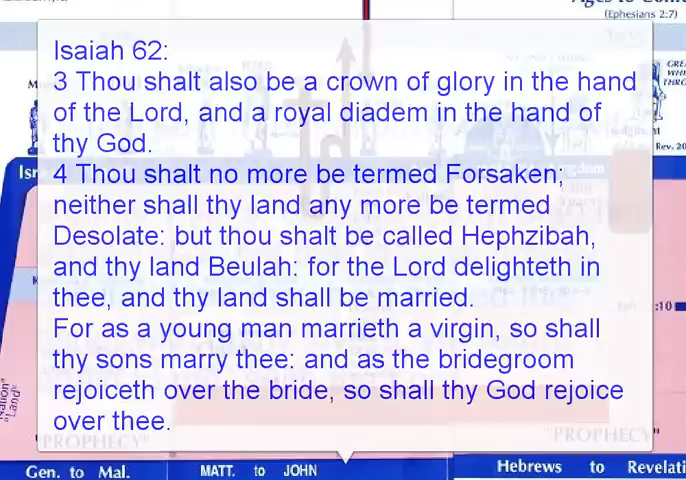 (Ephesians 2:7)
Isaiah 62:
3 Thou shalt also be a crown of glory in the hand
of the Lord, and a royal diadem in the hand of
thy God.
4 Thou shalt no more be termed Forsaken;
neither shall thy land any more be termed
Desolate: but thou shalt be called Hephzibah,
and thy land Beulah: for the Lord delighteth in
thee, and thy land shall be married.
For as a young man marrieth a virgin, so shall
thy sons marry thee: and as the bridegroom
rejoiceth over the bride, so shall thy God rejoice
over thee.
Rev. 20
:10
"Land"
"PROPHECY" "PROPHECY"
Gen. to Mal. MATT. to JOHN Hebrews to Revelati